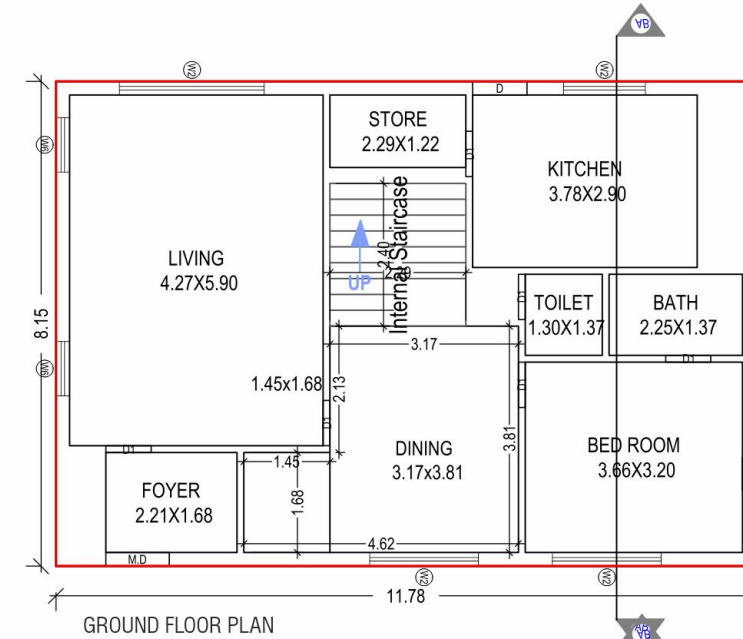 AB
W2
W2
D
STORE
2.29X1.22
D1
KITCHEN
3.78X2.90
W6
Internal Staircase
2.40
LIVING
4.27X5.90
UP
TOILET
1.30X1.37
BATH
2.25X1.37
8.15
3.17
D1
W6
1.45x1.68
2.13
D1
3.81
DINING
3.17x3.81
BED ROOM
3.66X3.20
D1
1.45
FOYER
2.21X1.68
1.68
4.62
M.D
W2
W2
11.78
GROUND FLOOR PLAN
AB